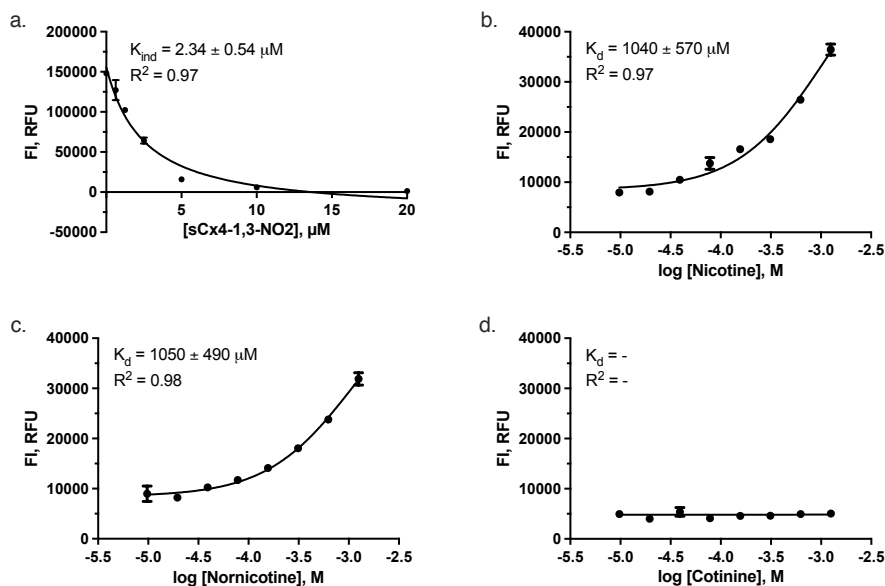 a.
200000
150000
100000
50000
0
-50000
FI, RFU
K_ind = 2.34 ± 0.54 µM
R² = 0.97
5 10 15 20
[sCx4-1,3-NO2], µM
b.
40000
30000
20000
10000
0
FI, RFU
K_d = 1040 ± 570 µM
R² = 0.97
-5.5 -5.0 -4.5 -4.0 -3.5 -3.0 -2.5
log [Nicotine], M
c.
40000
30000
20000
10000
0
FI, RFU
K_d = 1050 ± 490 µM
R² = 0.98
-5.5 -5.0 -4.5 -4.0 -3.5 -3.0 -2.5
log [Nornicotine], M
d.
40000
30000
20000
10000
0
FI, RFU
K_d = -
R² = -
-5.5 -5.0 -4.5 -4.0 -3.5 -3.0 -2.5
log [Cotinine], M